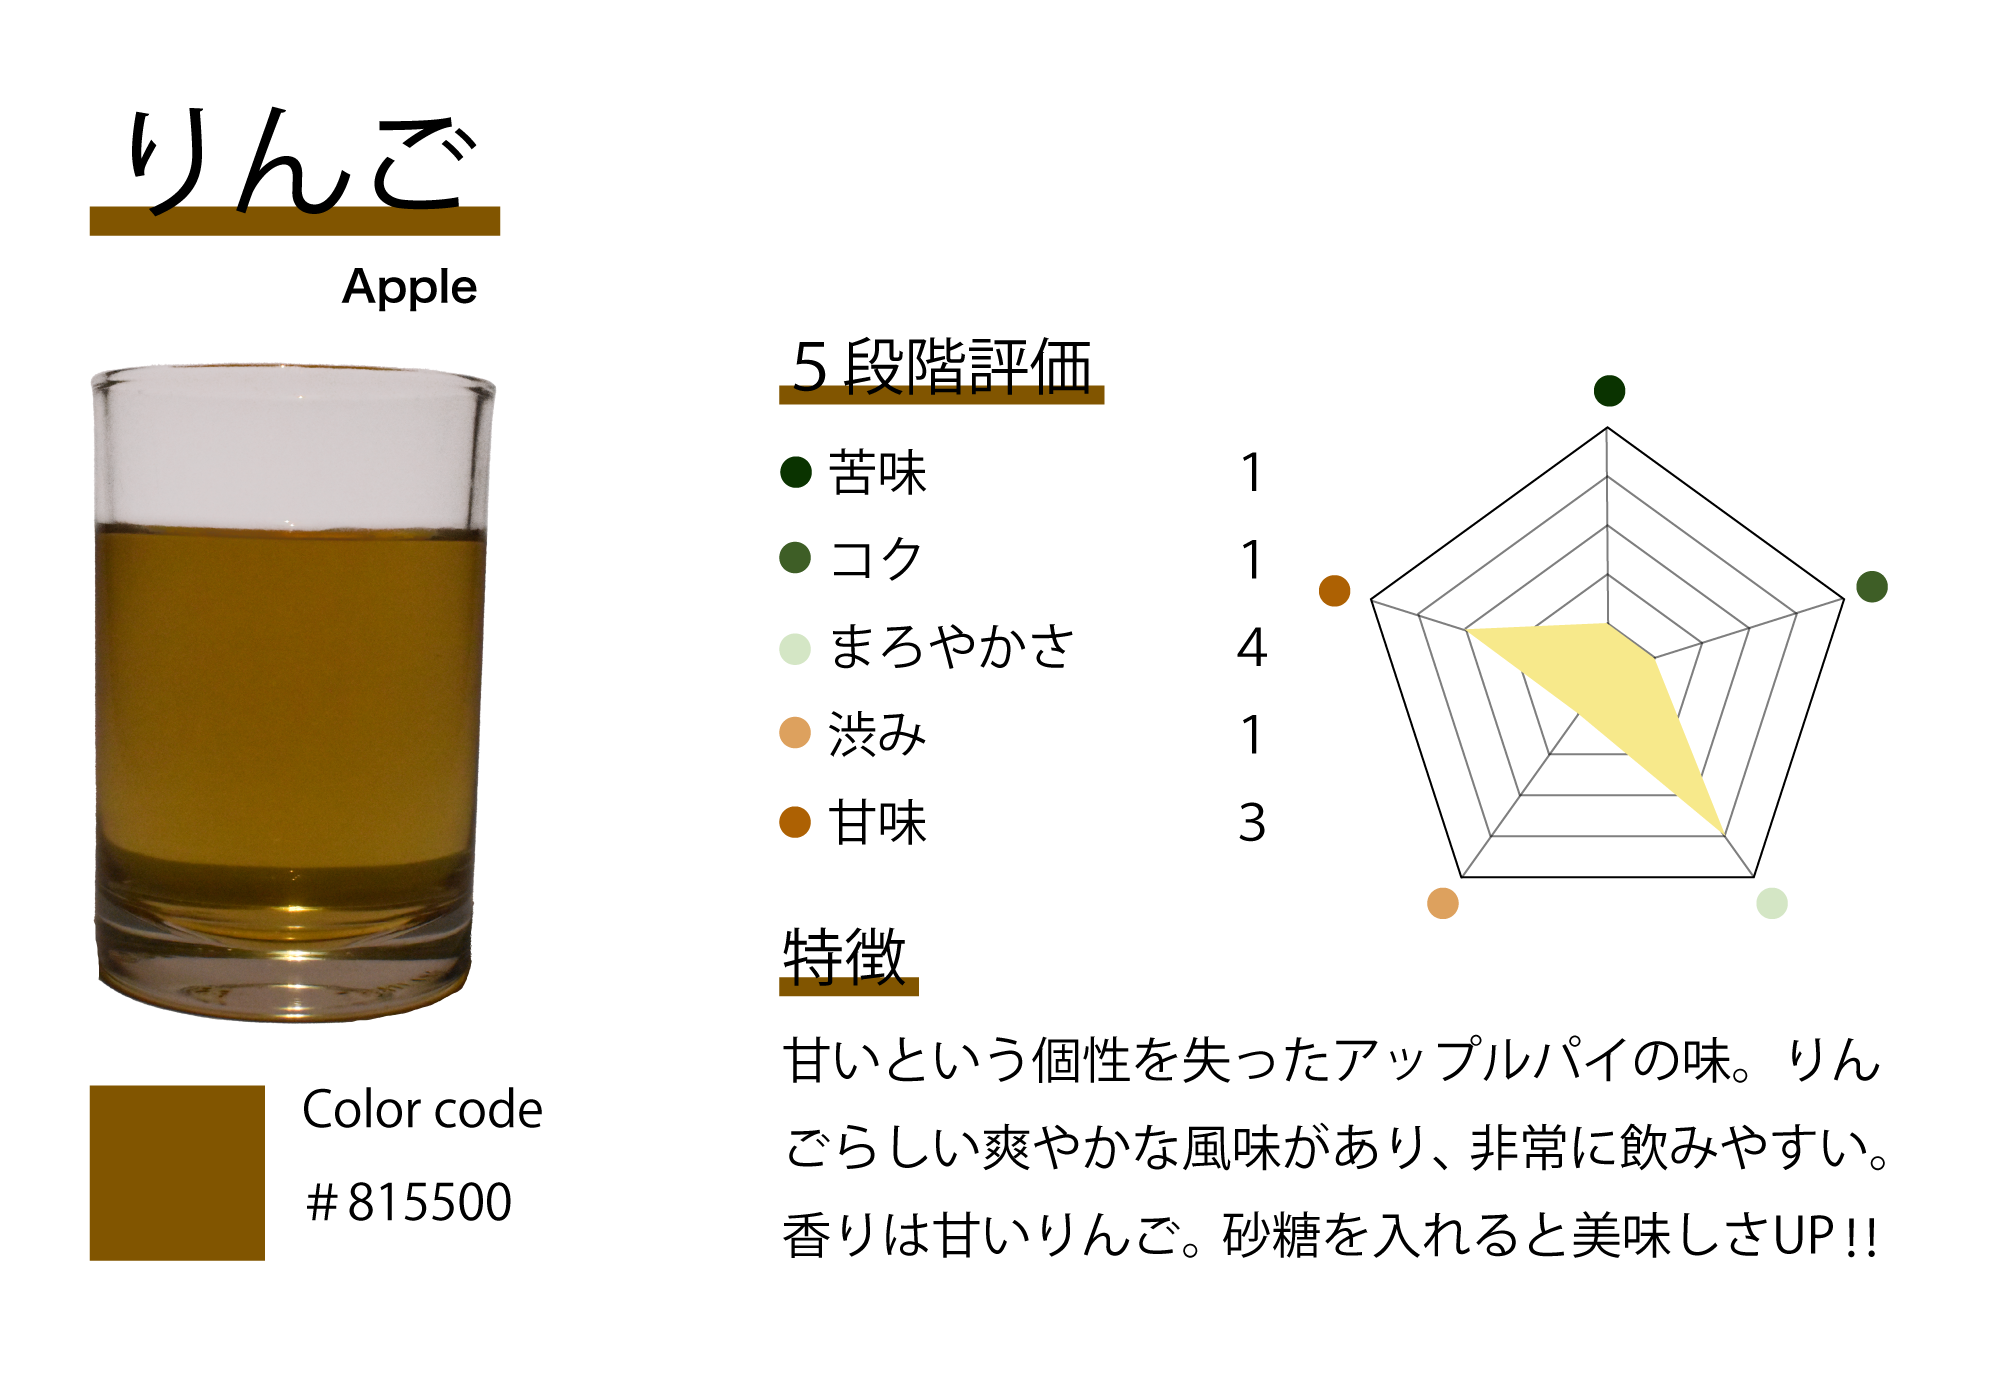 りんご
Apple
５段階評価
苦味 1
コク 1
まろやかさ 4
渋み 1
甘味 3
特徴
甘いという個性を失ったアップルパイの味。りん
ごらしい爽やかな風味があり、非常に飲みやすい。
香りは甘いりんご。砂糖を入れると美味しさUP!!
Color code
＃815500